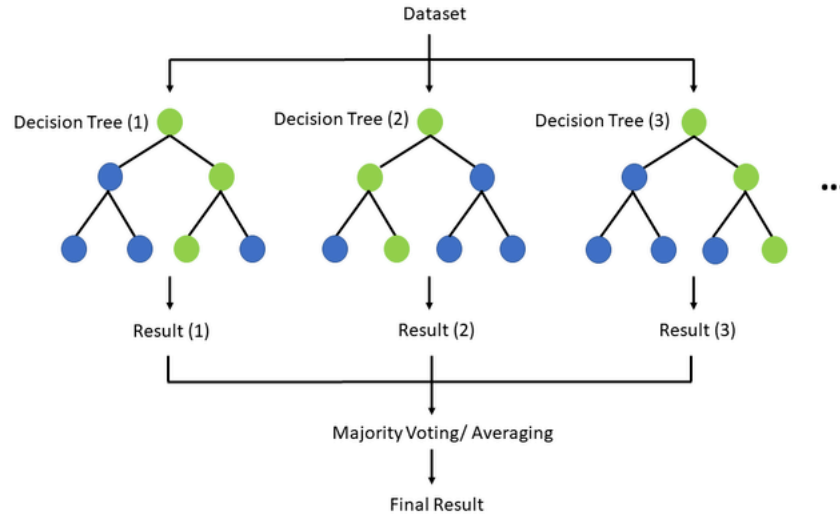 Dataset
Decision Tree (1)
Decision Tree (2)
Decision Tree (3)
...
Result (1)
Result (2)
Result (3)
Majority Voting/ Averaging
Final Result